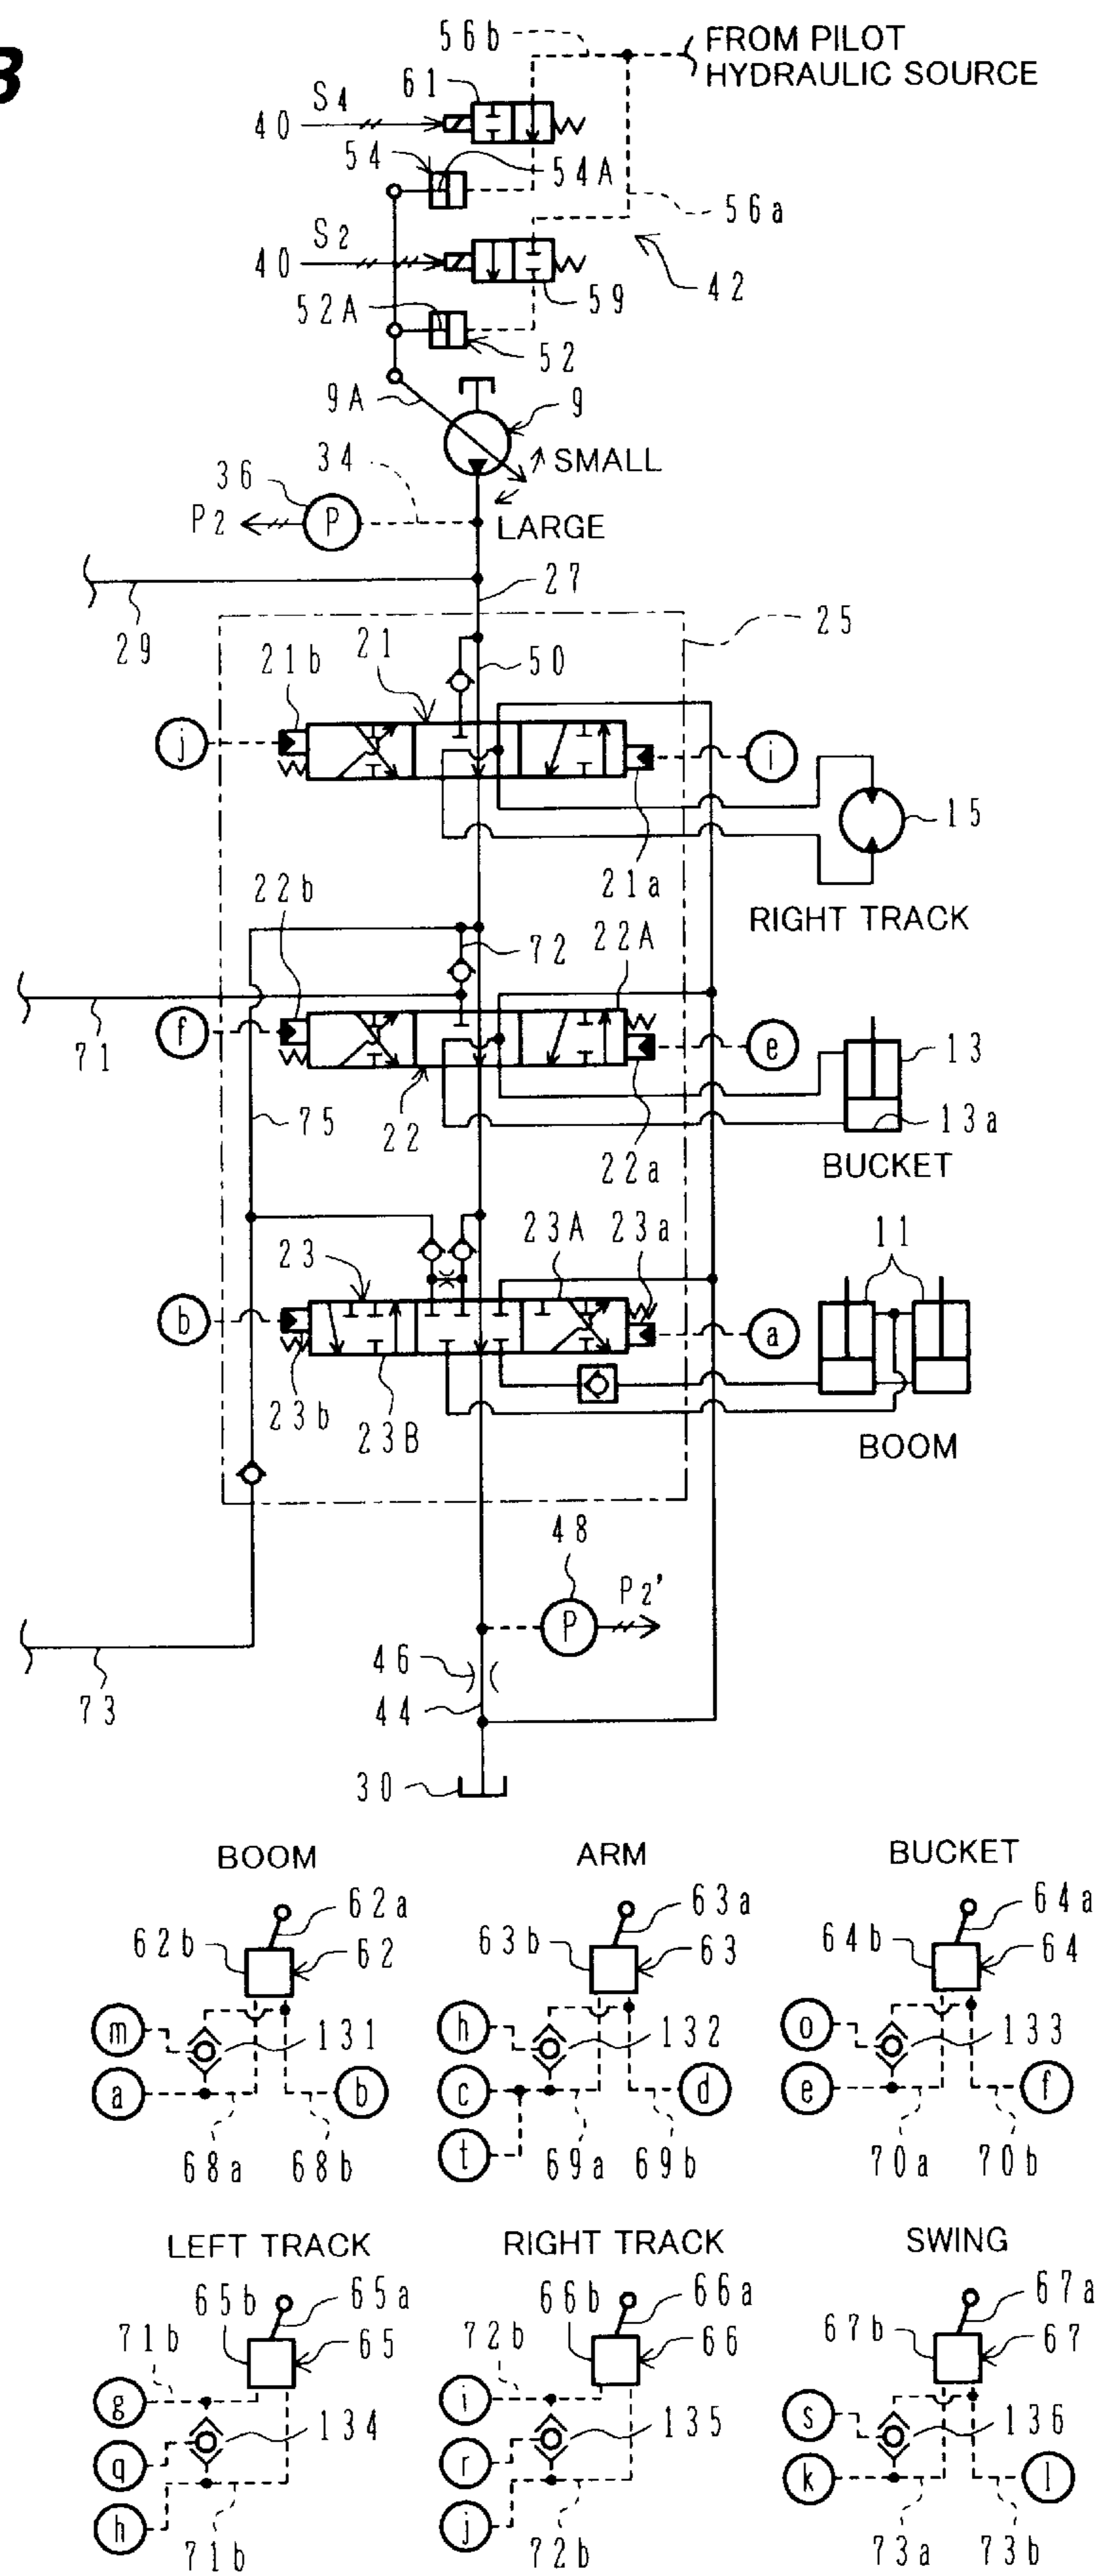 B
56b
FROM PILOT
HYDRAULIC SOURCE
61
S4
40
54
54A
56a
S2
40
42
59
52A
52
9A
9
SMALL
34
36
P2
P
LARGE
27
29
25
21
50
21b
j
i
15
21a
RIGHT TRACK
22b
72
22A
71
f
e
13
75
22
13a
22a
BUCKET
23
23A
23a
11
b
a
23b
23B
BOOM
48
P2'
P
46
73
44
30
BOOM
ARM
BUCKET
62a
63a
64a
62b
62
63b
63
64b
64
m
131
h
132
o
133
a
b
c
d
e
f
t
68a
68b
69a
69b
70a
70b
LEFT TRACK
RIGHT TRACK
SWING
65b
65a
66b
66a
67a
71b
65
72b
66
67b
67
g
134
i
135
s
136
q
r
k
l
h
j
71b
72b
73a
73b